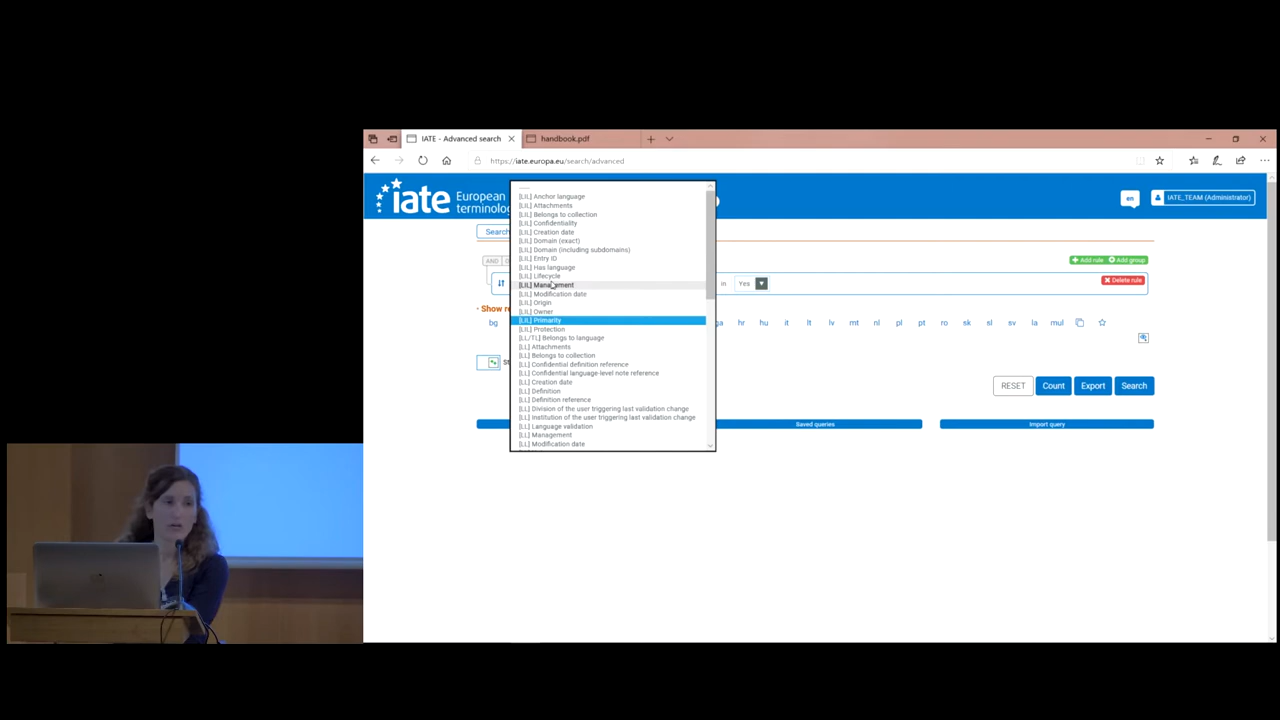 IATE - Advanced search
handbook.pdf
https://iate.europa.eu/search/advanced
iate European
terminolo
en
IATE_TEAM (Administrator)
Search
[LIL] Anchor language
[LIL] Attachments
[LIL] Belongs to collection
[LIL] Confidentiality
[LIL] Creation date
[LIL] Domain (exact)
[LIL] Domain (including subdomains)
[LIL] Entry ID
[LIL] Has language
[LIL] Lifecycle
[LIL] Management
[LIL] Modification date
[LIL] Origin
[LIL] Owner
[LIL] Primarity
[LIL] Protection
[LL/TL] Belongs to language
[LL] Attachments
[LL] Belongs to collection
[LL] Confidential definition reference
[LL] Confidential language-level note reference
[LL] Creation date
[LL] Definition
[LL] Definition reference
[LL] Division of the user triggering last validation change
[LL] Institution of the user triggering last validation change
[LL] Language validation
[LL] Management
[LL] Modification date
AND O
Add rule Add group
in Yes
Delete rule
- Show re
bg ga hr hu it lt lv mt nl pl pt ro sk sl sv la mul
St
RESET Count Export Search
Saved queries Import query